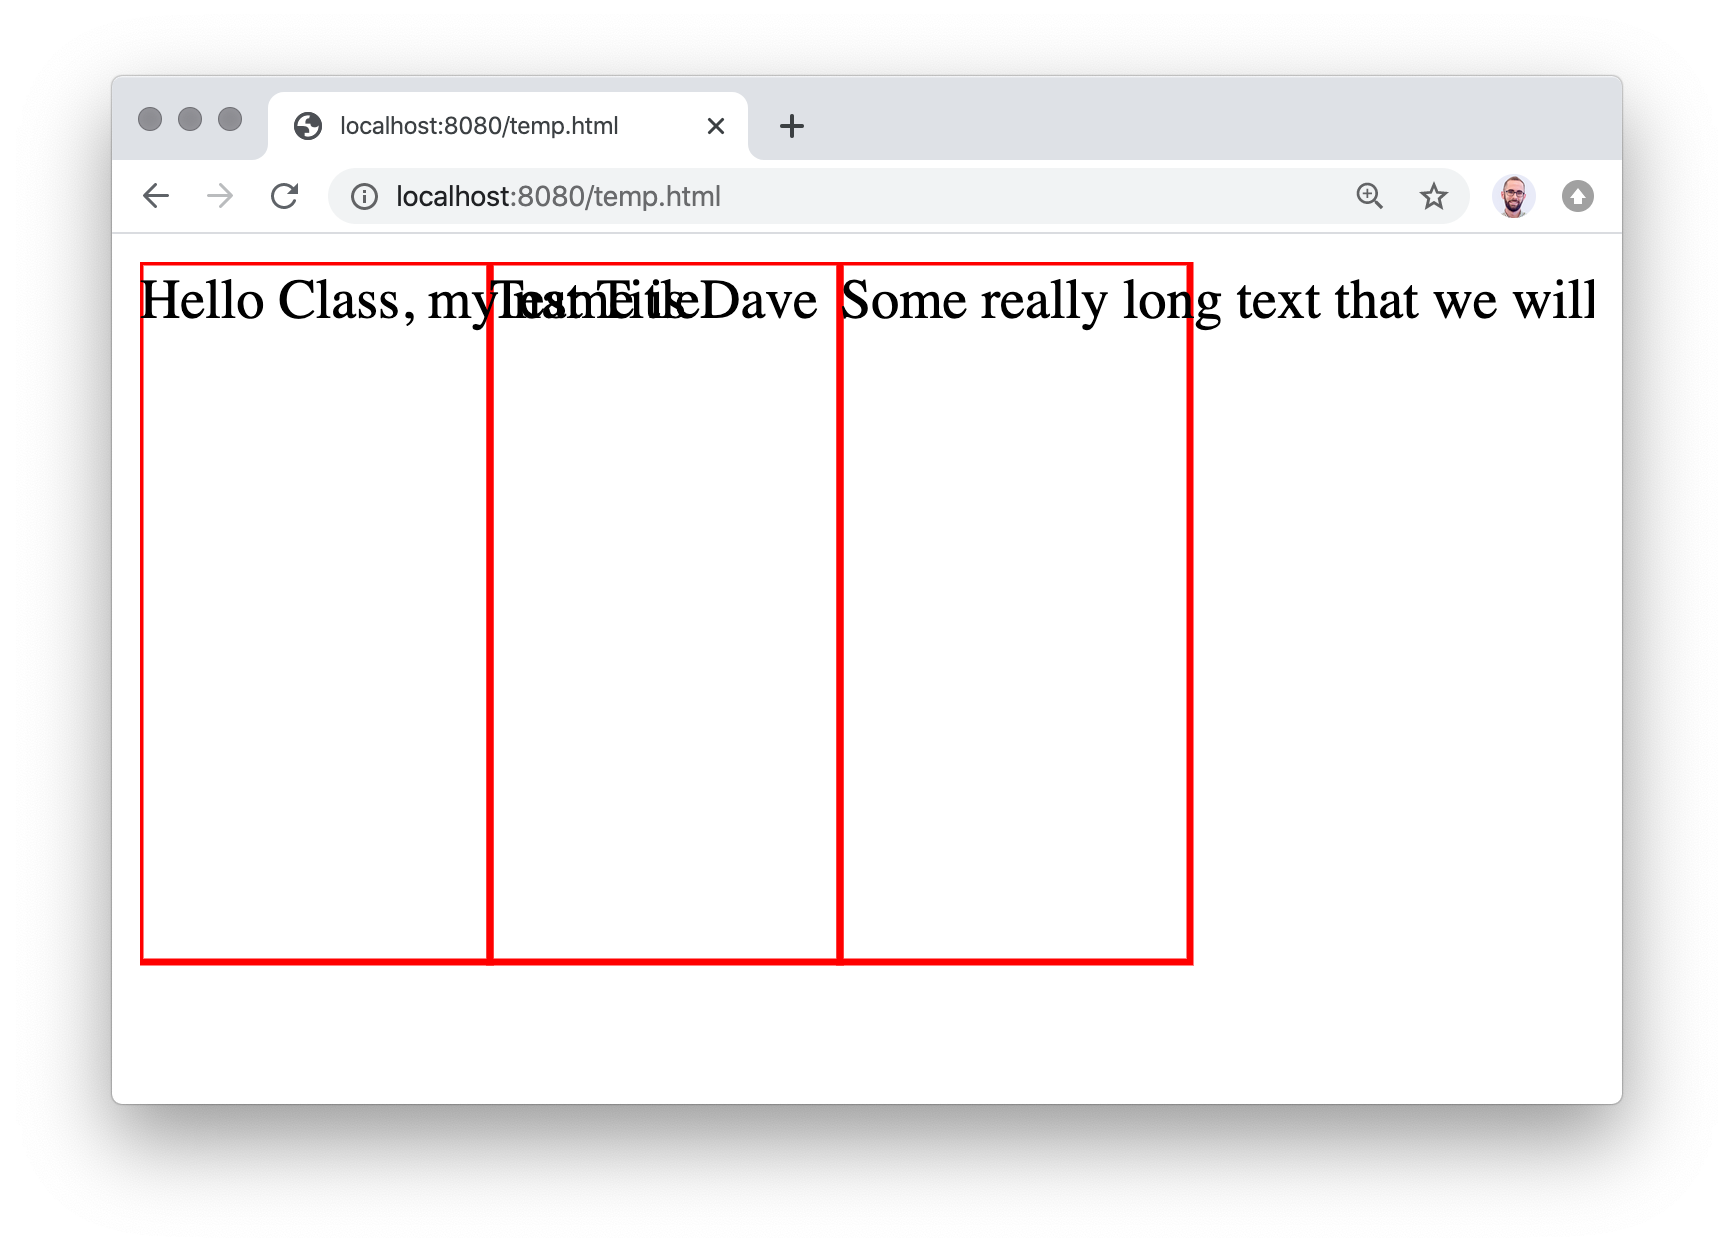 localhost:8080/temp.html
localhost:8080/temp.html
Hello Class, my name is Dave
Test Title
Some really long text that we will